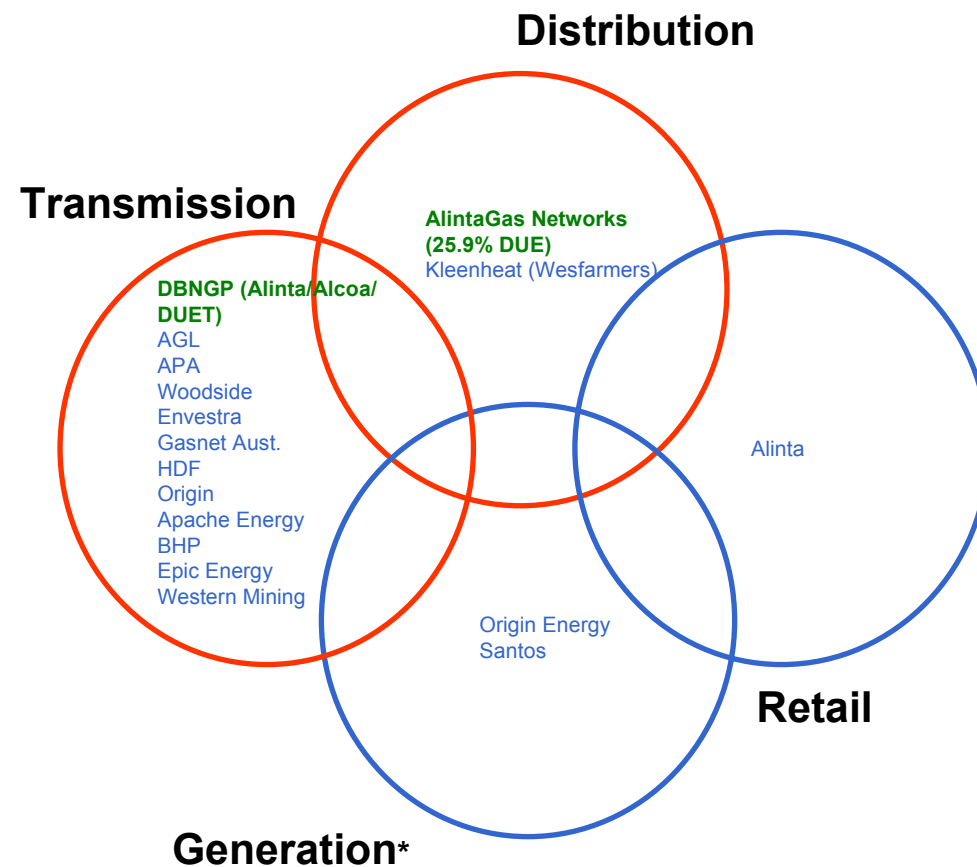 Distribution
Transmission
AlintaGas Networks
(25.9% DUE)
Kleenheat (Wesfarmers)
DBNGP (Alinta/Alcoa/
DUET)
AGL
APA
Woodside
Envestra
Gasnet Aust.
HDF
Origin
Apache Energy
BHP
Epic Energy
Western Mining
Alinta
Origin Energy
Santos
Retail
Generation*